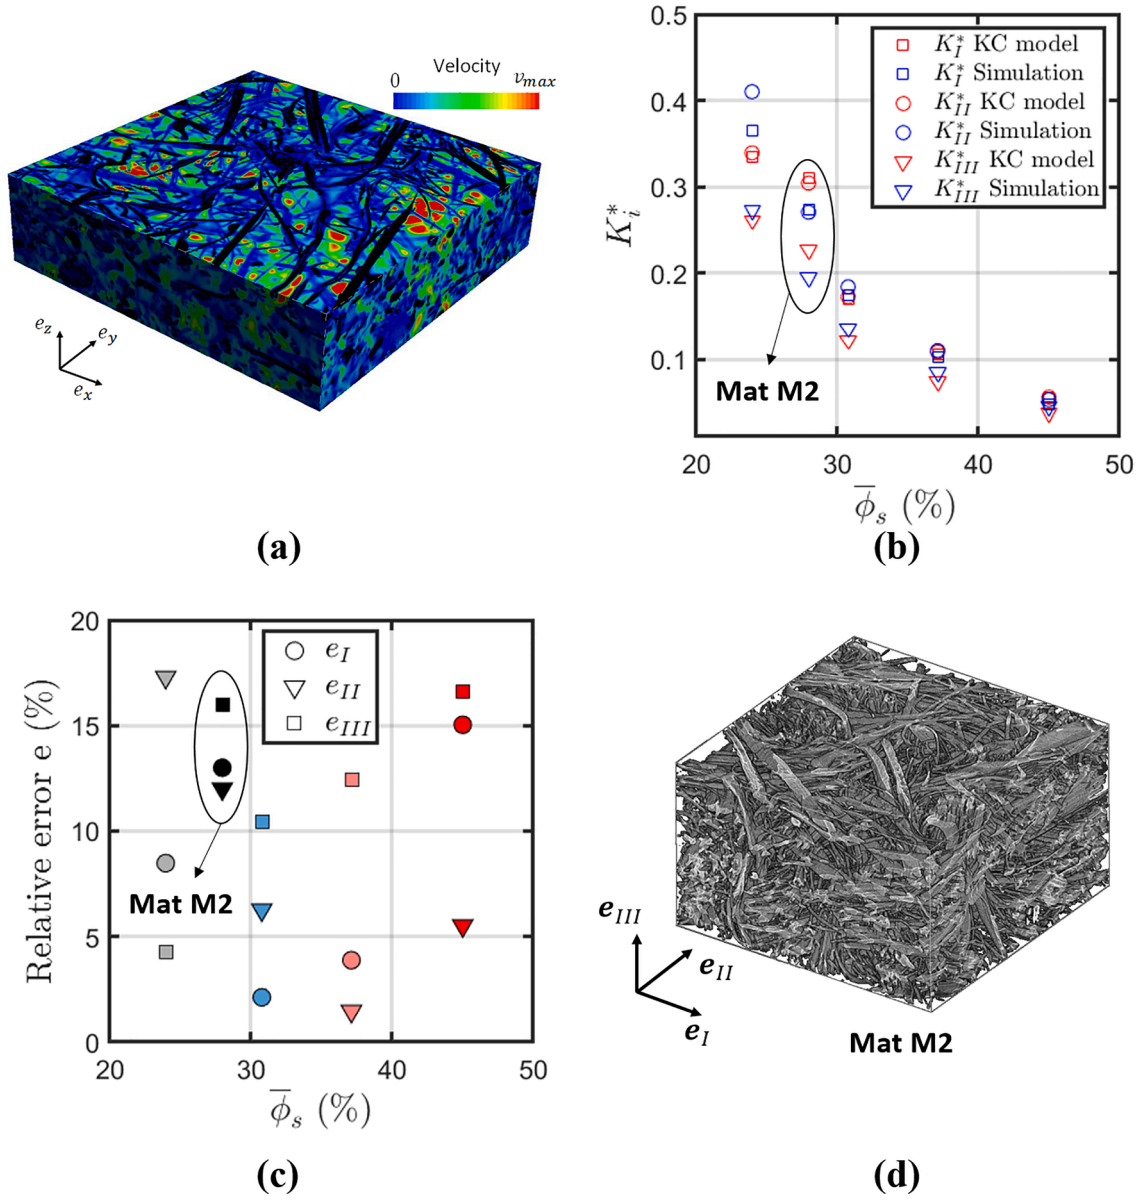 0 Velocity v_max
e_z
e_y
e_x
(a)
0.5
0.4
0.3
0.2
0.1
K_i^*
K_I^* KC model
K_I^* Simulation
K_II^* KC model
K_II^* Simulation
K_III^* KC model
K_III^* Simulation
Mat M2
20 30 40 50
ϕ̅_s (%)
(b)
20
15
10
5
0
Relative error e (%)
e_I
e_II
e_III
Mat M2
20 30 40 50
ϕ̅_s (%)
(c)
e_III
e_II
e_I
Mat M2
(d)